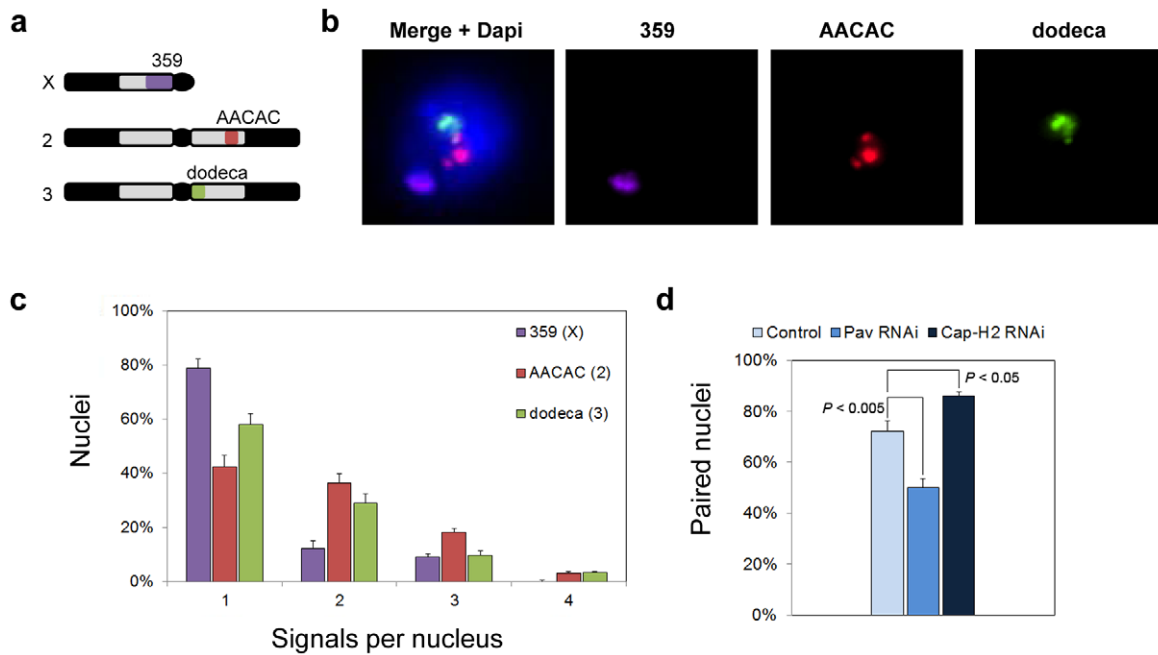 a
359
X
AACAC
2
dodeca
3
b
Merge + Dapi 359 AACAC dodeca
c
100%
80%
60%
40%
20%
0%
Nuclei
359 (X)
AACAC (2)
dodeca (3)
1 2 3 4
Signals per nucleus
d
Control Pav RNAi Cap-H2 RNAi
100%
80%
60%
40%
20%
0%
Paired nuclei
P < 0.05
P < 0.005